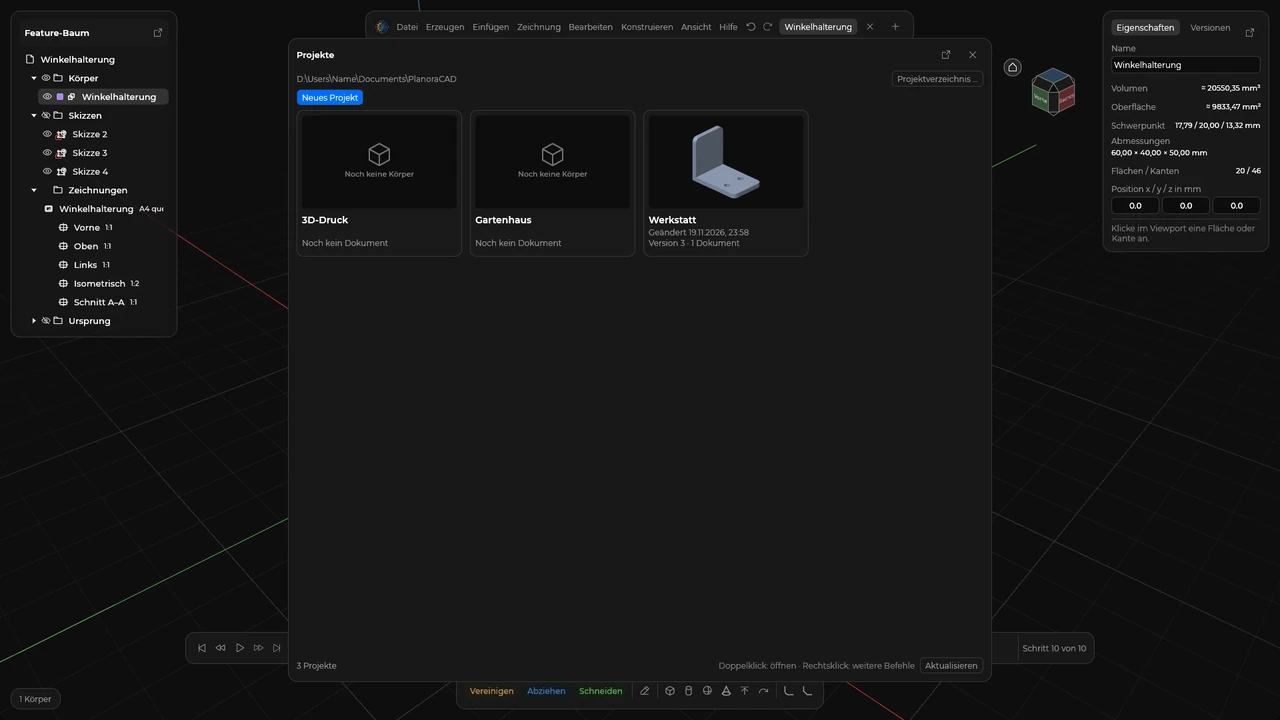 Feature-Baum
Winkelhalterung
Körper
Winkelhalterung
Skizzen
Skizze 2
Skizze 3
Skizze 4
Zeichnungen
Winkelhalterung A4 que
Vorne 1:1
Oben 1:1
Links 1:1
Isometrisch 1:2
Schnitt A–A 1:1
Ursprung
Datei Erzeugen Einfügen Zeichnung Bearbeiten Konstruieren Ansicht Hilfe Winkelhalterung
Projekte
D:\Users\Name\Documents\PlanoraCAD
Projektverzeichnis ...
Neues Projekt
Noch keine Körper
3D-Druck
Noch kein Dokument
Noch keine Körper
Gartenhaus
Noch kein Dokument
Werkstatt
Geändert 19.11.2026, 23:58
Version 3 · 1 Dokument
3 Projekte
Doppelklick: öffnen · Rechtsklick: weitere Befehle
Aktualisieren
Eigenschaften Versionen
Name
Winkelhalterung
Volumen ≈ 20550,35 mm³
Oberfläche ≈ 9833,47 mm²
Schwerpunkt 17,79 / 20,00 / 13,32 mm
Abmessungen
60,00 × 40,00 × 50,00 mm
Flächen / Kanten 20 / 46
Position x / y / z in mm
0.0 0.0 0.0
Klicke im Viewport eine Fläche oder
Kante an.
Vorne
Schritt 10 von 10
Vereinigen Abziehen Schneiden
1 Körper